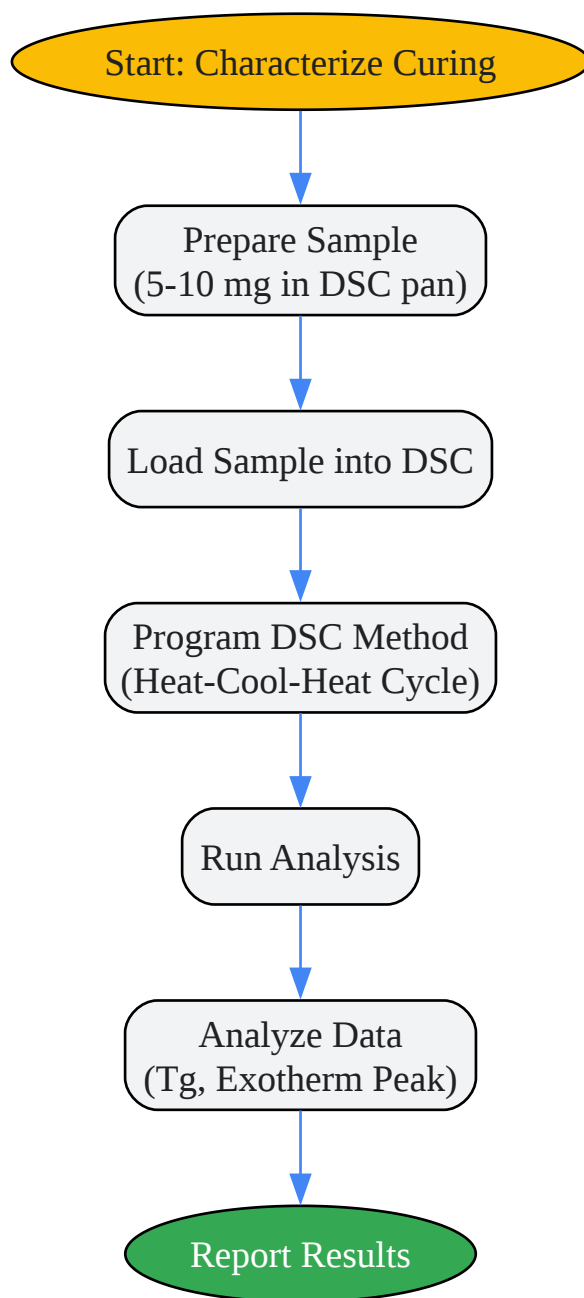 Start: Characterize Curing
Prepare Sample
(5-10 mg in DSC pan)
Load Sample into DSC
Program DSC Method
(Heat-Cool-Heat Cycle)
Run Analysis
Analyze Data
(Tg, Exotherm Peak)
Report Results